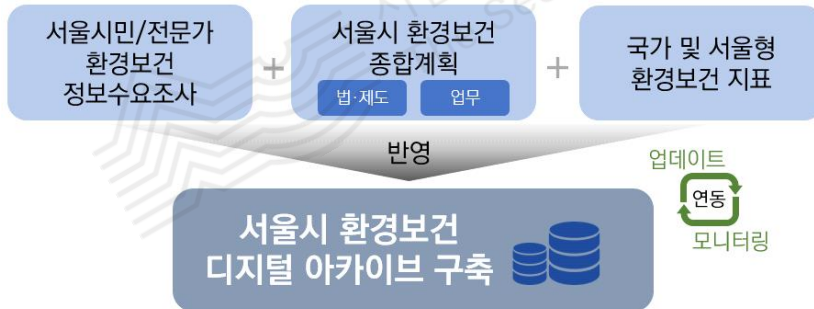 서울시민/전문가
환경보건
정보수요조사
+
서울시 환경보건
종합계획
법·제도
업무
+
국가 및 서울형
환경보건 지표
반영
업데이트
연동
모니터링
서울시 환경보건
디지털 아카이브 구축